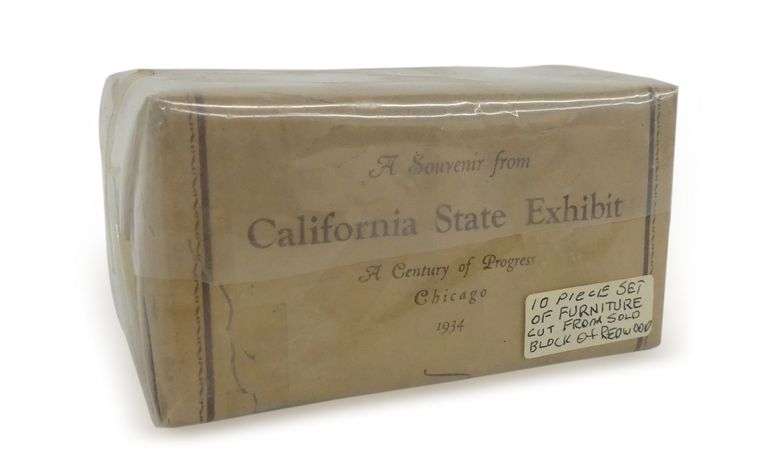 A Souvenir from
California State Exhibit
A Century of Progress
Chicago
1934
10 PIECE SET
OF FURNITURE
CUT FROM SOLD
BLOCK Of REDWOOD